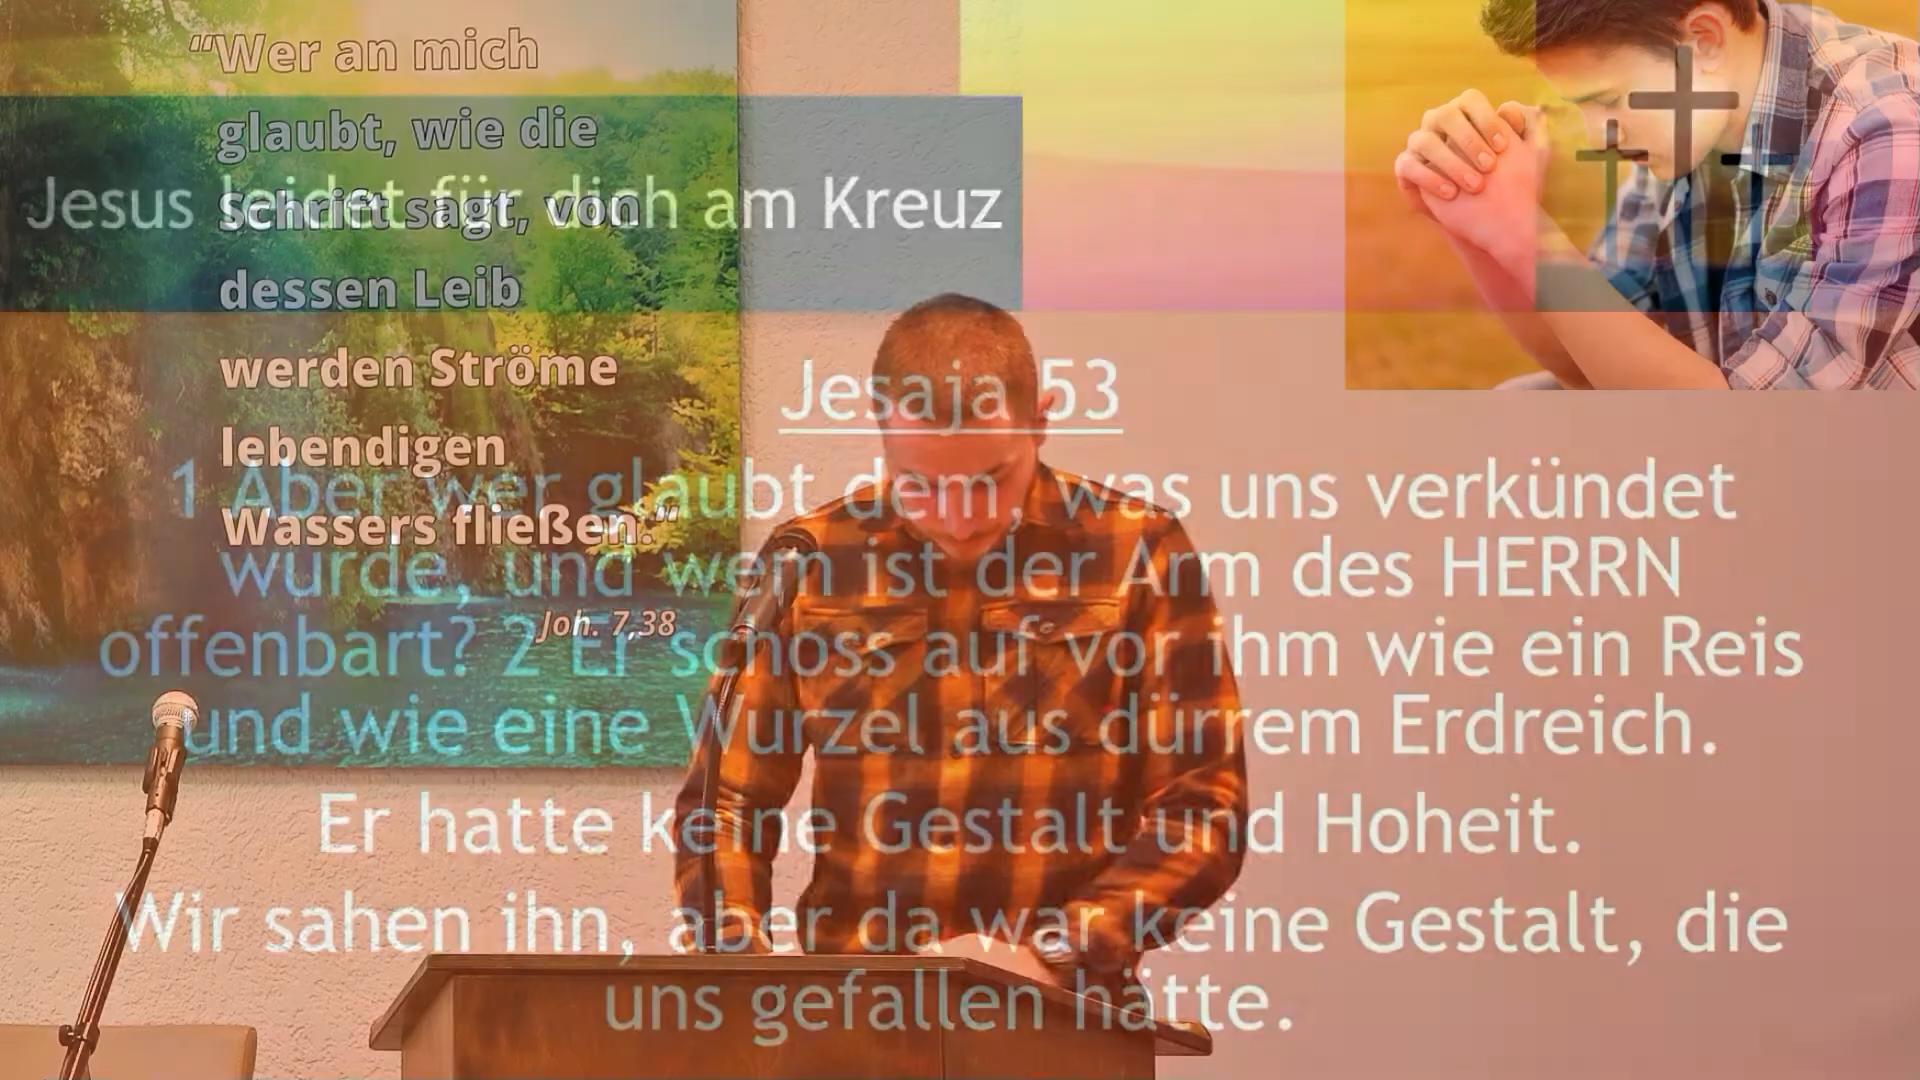 “Wer an mich
glaubt, wie die
Schrift sagt, von
dessen Leib
werden Ströme
lebendigen
Wassers fließen.“
Joh. 7,38
Jesus leidet für dich am Kreuz
Jesaja 53
1 Aber wer glaubt dem, was uns verkündet
wurde, und wem ist der Arm des HERRN
offenbart? 2 Er schoss auf vor ihm wie ein Reis
und wie eine Wurzel aus dürrem Erdreich.
Er hatte keine Gestalt und Hoheit.
Wir sahen ihn, aber da war keine Gestalt, die
uns gefallen hätte.